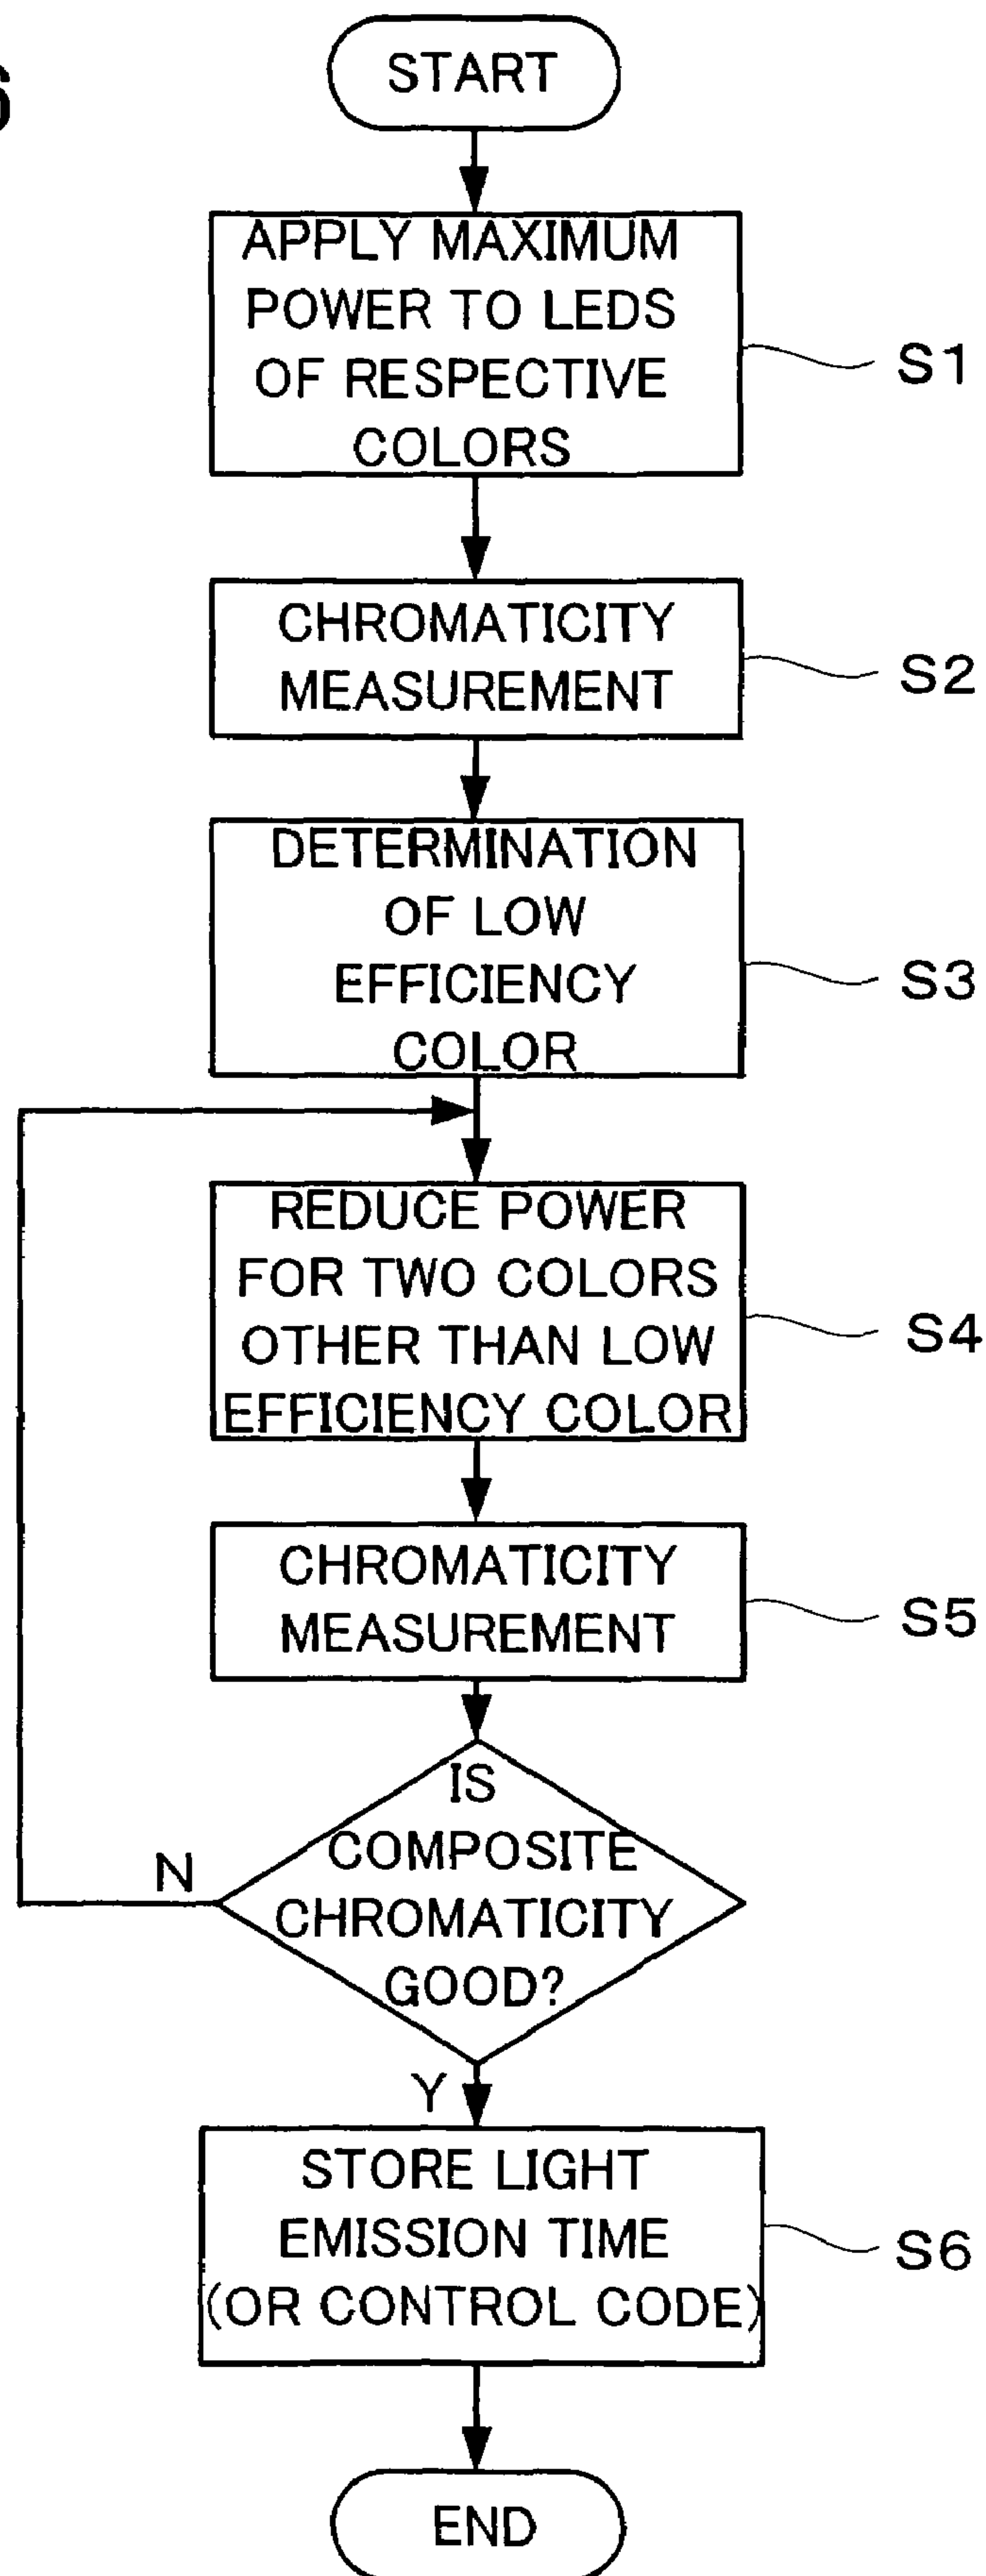 START
APPLY MAXIMUM
POWER TO LEDS
OF RESPECTIVE
COLORS
S1
CHROMATICITY
MEASUREMENT
S2
DETERMINATION
OF LOW
EFFICIENCY
COLOR
S3
REDUCE POWER
FOR TWO COLORS
OTHER THAN LOW
EFFICIENCY COLOR
S4
CHROMATICITY
MEASUREMENT
S5
IS
COMPOSITE
CHROMATICITY
GOOD?
N
Y
STORE LIGHT
EMISSION TIME
(OR CONTROL CODE)
S6
END